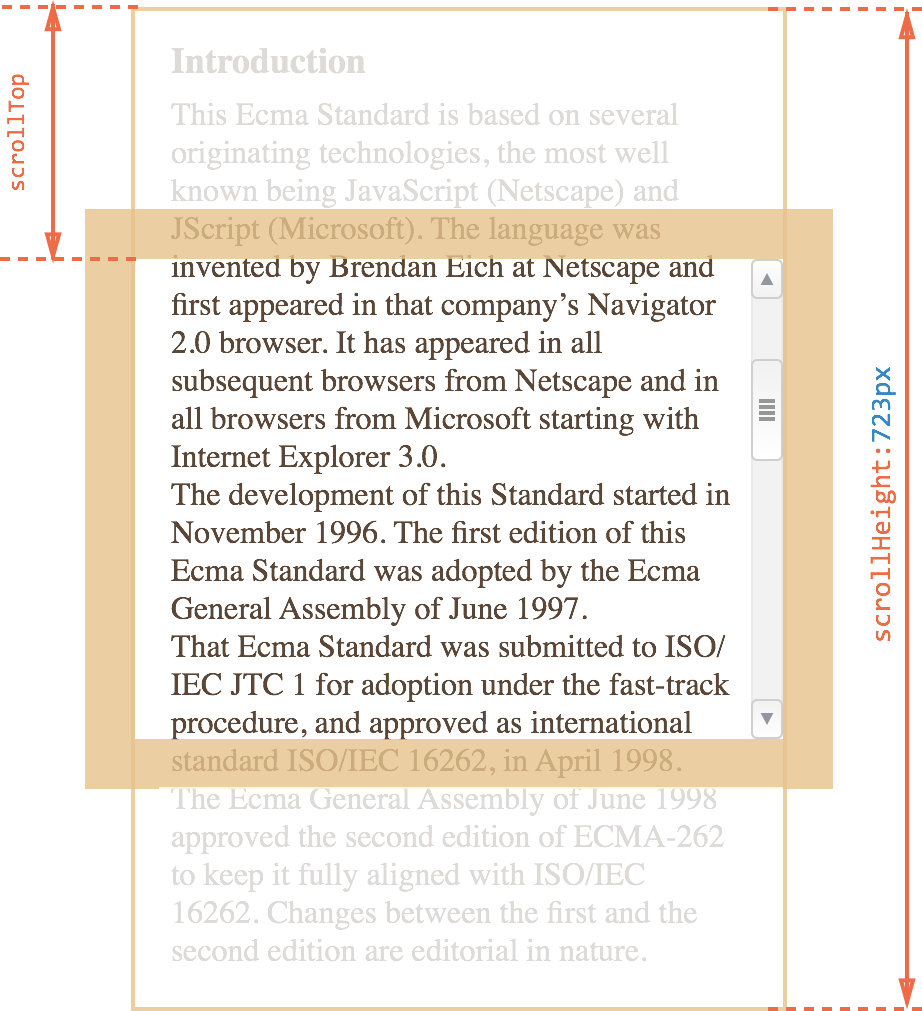 scrollTop
Introduction
This Ecma Standard is based on several
originating technologies, the most well
known being JavaScript (Netscape) and
JScript (Microsoft). The language was
invented by Brendan Eich at Netscape and
first appeared in that company’s Navigator
2.0 browser. It has appeared in all
subsequent browsers from Netscape and in
all browsers from Microsoft starting with
Internet Explorer 3.0.
The development of this Standard started in
November 1996. The first edition of this
Ecma Standard was adopted by the Ecma
General Assembly of June 1997.
That Ecma Standard was submitted to ISO/
IEC JTC 1 for adoption under the fast-track
procedure, and approved as international
standard ISO/IEC 16262, in April 1998.
The Ecma General Assembly of June 1998
approved the second edition of ECMA-262
to keep it fully aligned with ISO/IEC
16262. Changes between the first and the
second edition are editorial in nature.
scrollHeight:723px